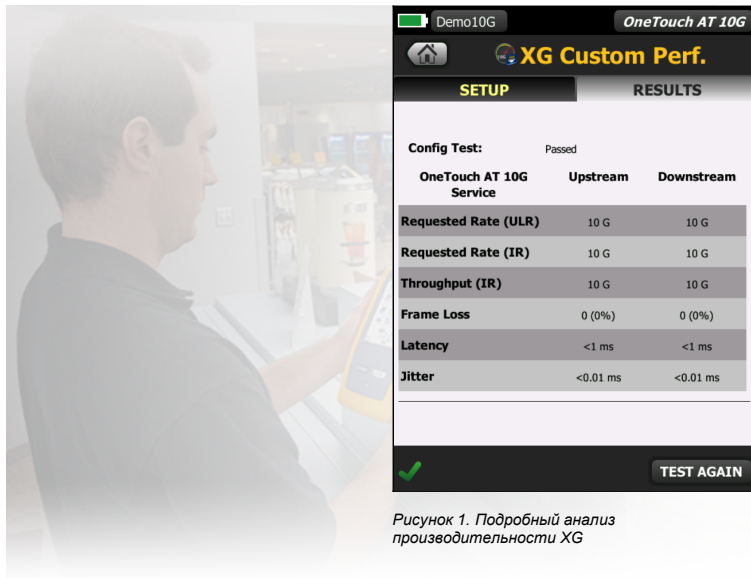 Demo10G OneTouch AT 10G
XG Custom Perf.
SETUP RESULTS
Config Test: Passed
OneTouch AT 10G Service Upstream Downstream
Requested Rate (ULR) 10 G 10 G
Requested Rate (IR) 10 G 10 G
Throughput (IR) 10 G 10 G
Frame Loss 0 (0%) 0 (0%)
Latency <1 ms <1 ms
Jitter <0.01 ms <0.01 ms
TEST AGAIN
Рисунок 1. Подробный анализ
производительности XG